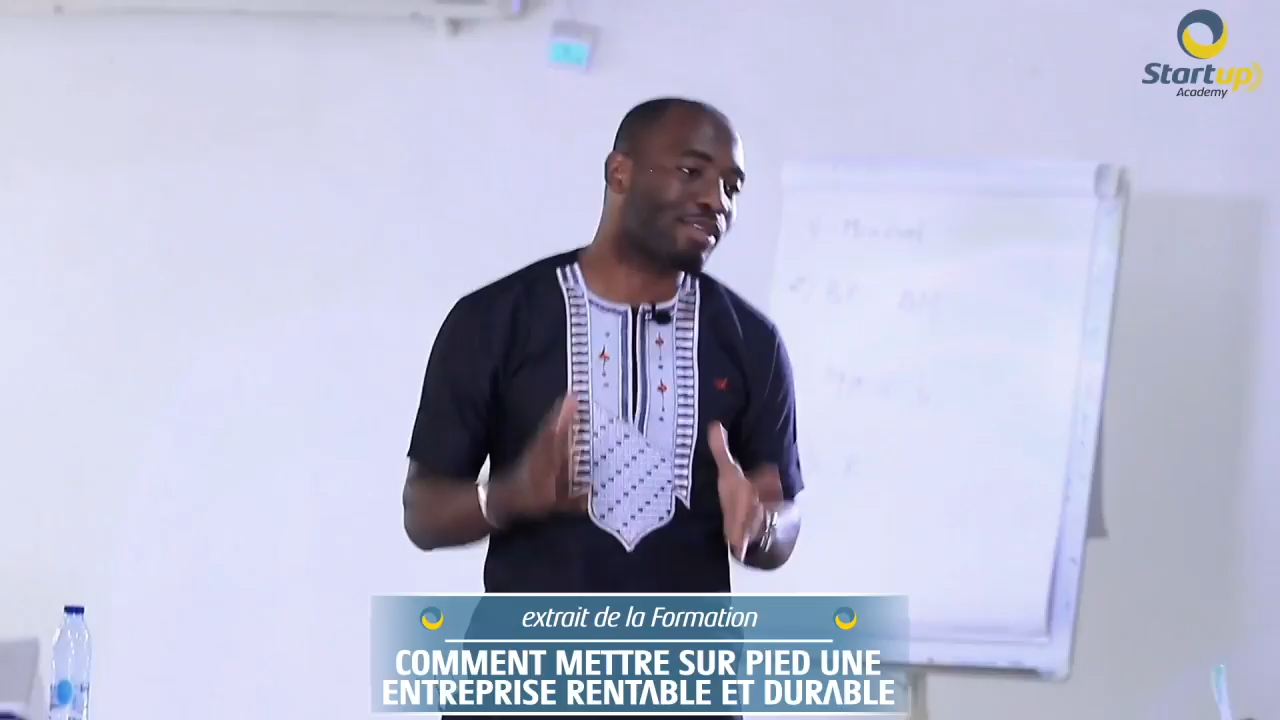 Startup
Academy
extrait de la Formation
COMMENT METTRE SUR PIED UNE
ENTREPRISE RENTABLE ET DURABLE